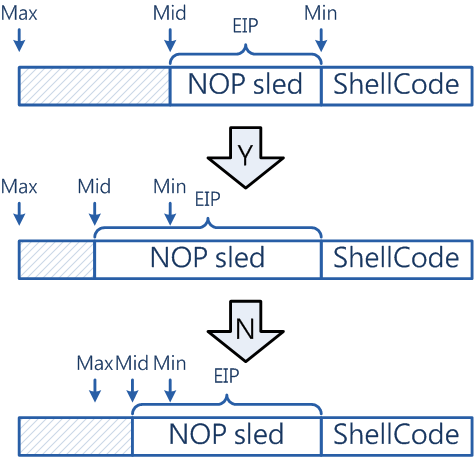 Max Mid EIP Min
NOP sled ShellCode
Y
Max Mid Min EIP
NOP sled ShellCode
N
Max Mid Min EIP
NOP sled ShellCode